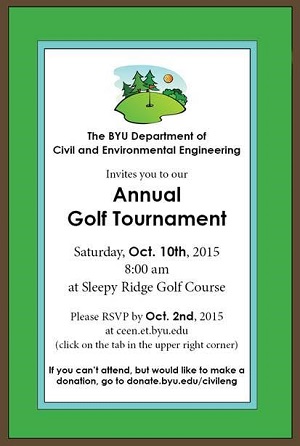 The BYU Department of
Civil and Environmental Engineering
Invites you to our
Annual
Golf Tournament
Saturday, Oct. 10th, 2015
8:00 am
at Sleepy Ridge Golf Course
Please RSVP by Oct. 2nd, 2015
at ceen.et.byu.edu
(click on the tab in the upper right corner)
If you can't attend, but would like to make a
donation, go to donate.byu.edu/civileng